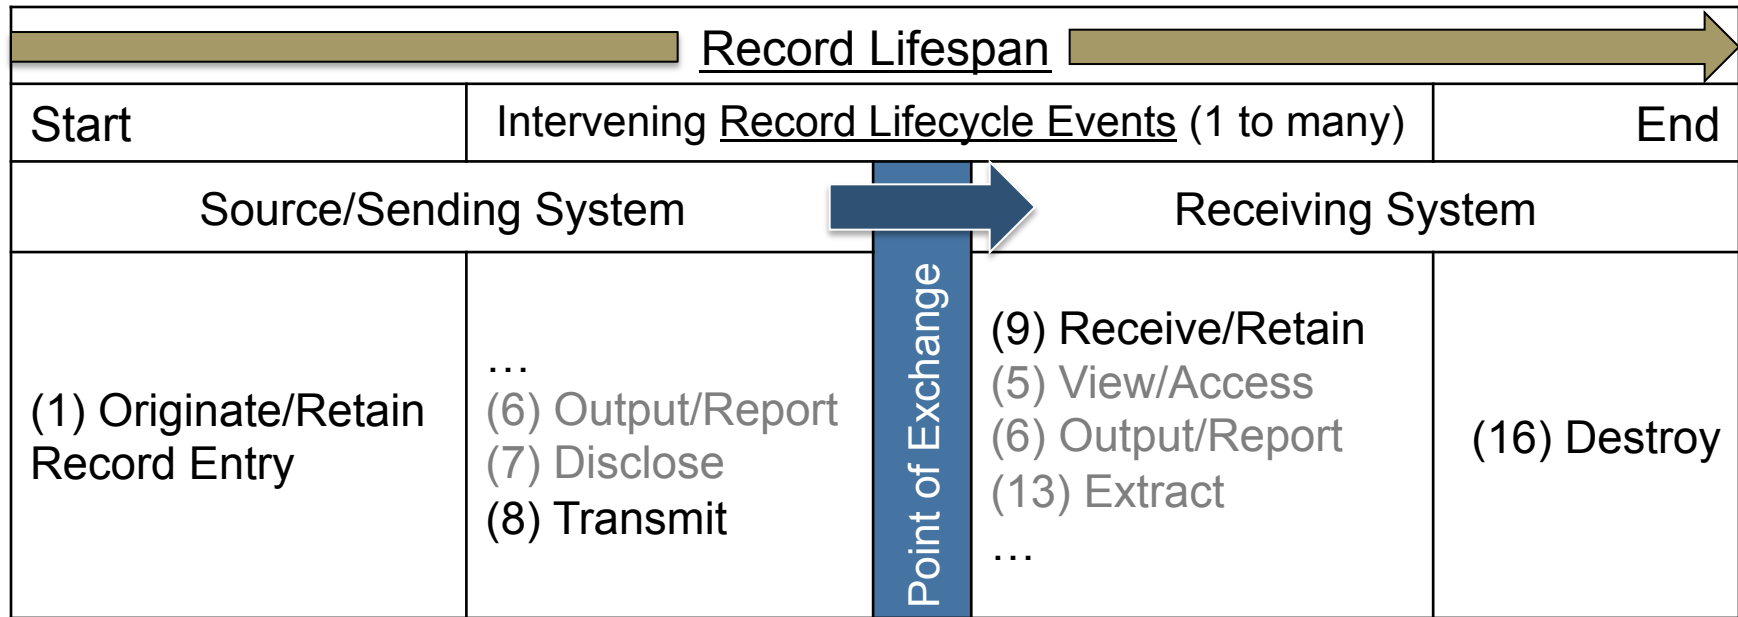 Record Lifespan
Start
Intervening Record Lifecycle Events (1 to many)
End
Source/Sending System
Receiving System
(1) Originate/Retain
Record Entry
…
(6) Output/Report
(7) Disclose
(8) Transmit
Point of Exchange
(9) Receive/Retain
(5) View/Access
(6) Output/Report
(13) Extract
…
(16) Destroy